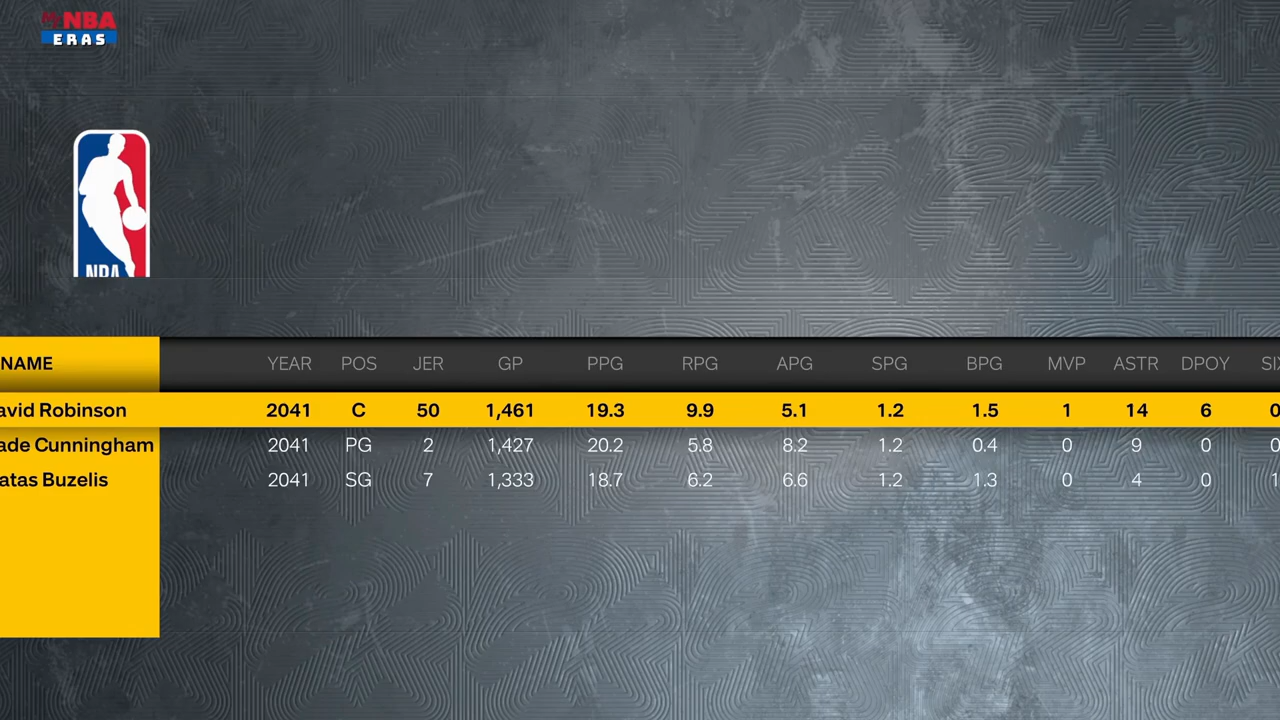 NBA
ERAS
NBA
NAME YEAR POS JER GP PPG RPG APG SPG BPG MVP ASTR DPOY SIX
avid Robinson 2041 C 50 1,461 19.3 9.9 5.1 1.2 1.5 1 14 6 0
ade Cunningham 2041 PG 2 1,427 20.2 5.8 8.2 1.2 0.4 0 9 0 0
atas Buzelis 2041 SG 7 1,333 18.7 6.2 6.6 1.2 1.3 0 4 0 1